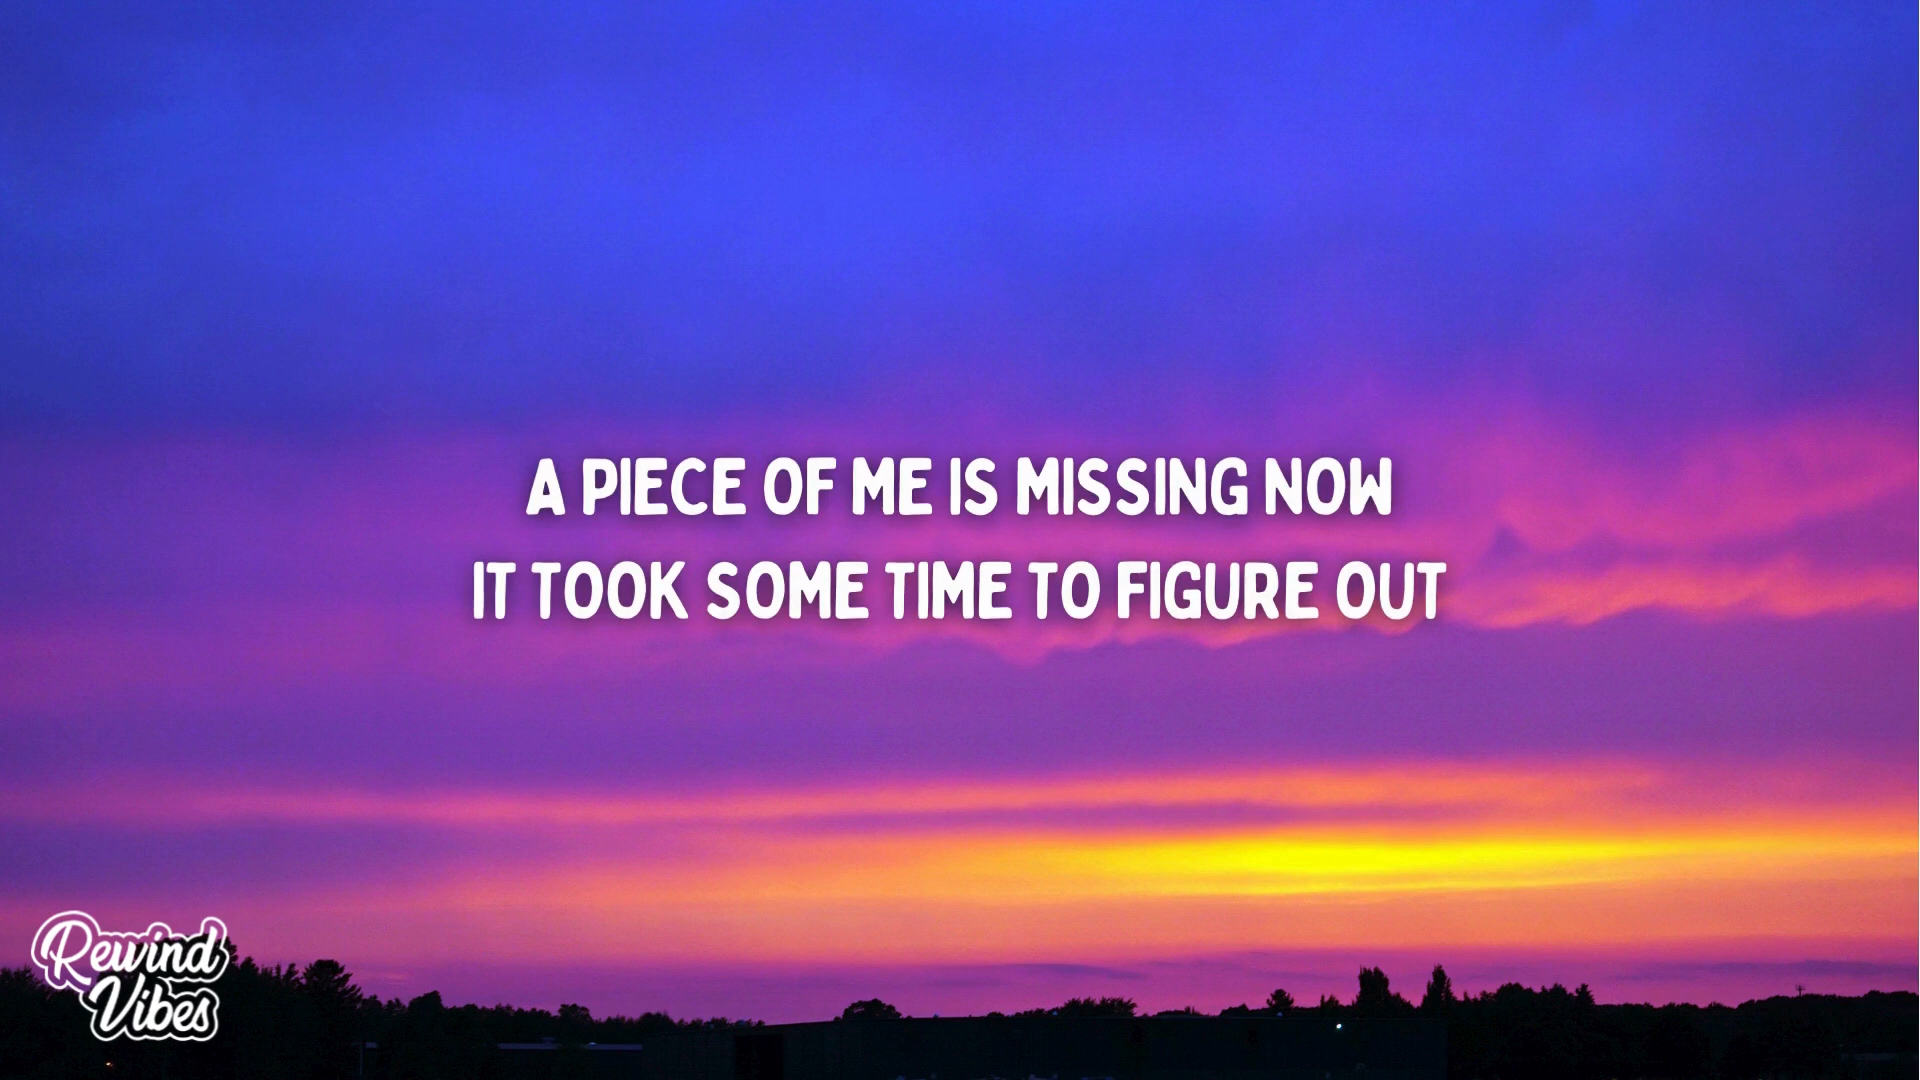 A PIECE OF ME IS MISSING NOW
IT TOOK SOME TIME TO FIGURE OUT
Rewind
Vibes